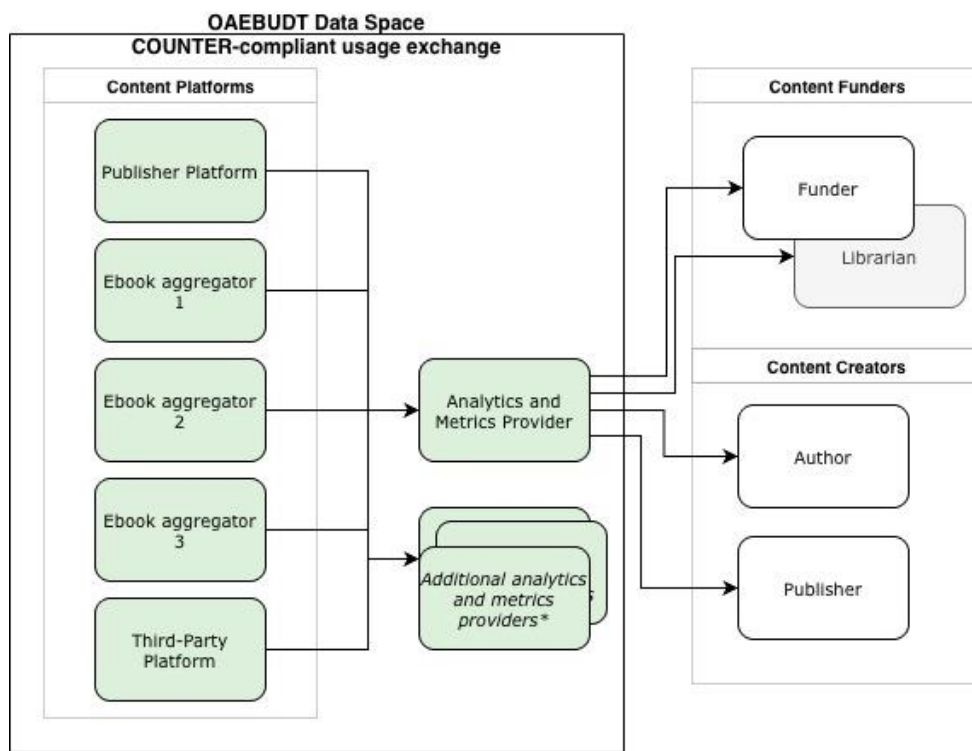 OAEBUDT Data Space
COUNTER-compliant usage exchange
Content Platforms
Publisher Platform
Ebook aggregator
1
Ebook aggregator
2
Ebook aggregator
3
Third-Party
Platform
Analytics and
Metrics Provider
Additional analytics
and metrics
providers*
Content Funders
Funder
Librarian
Content Creators
Author
Publisher